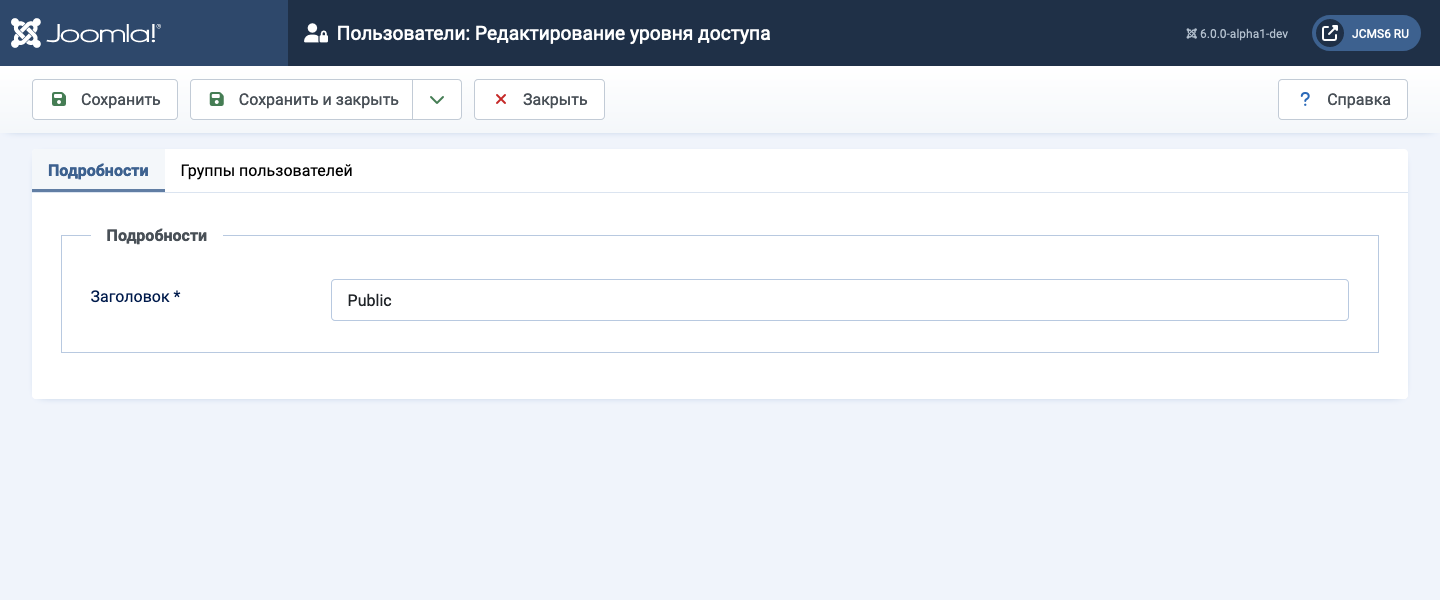 Joomla!®
Пользователи: Редактирование уровня доступа
6.0.0-alpha1-dev
JCMS6 RU
Сохранить
Сохранить и закрыть
Закрыть
? Справка
Подробности
Группы пользователей
Подробности
Заголовок *
Public